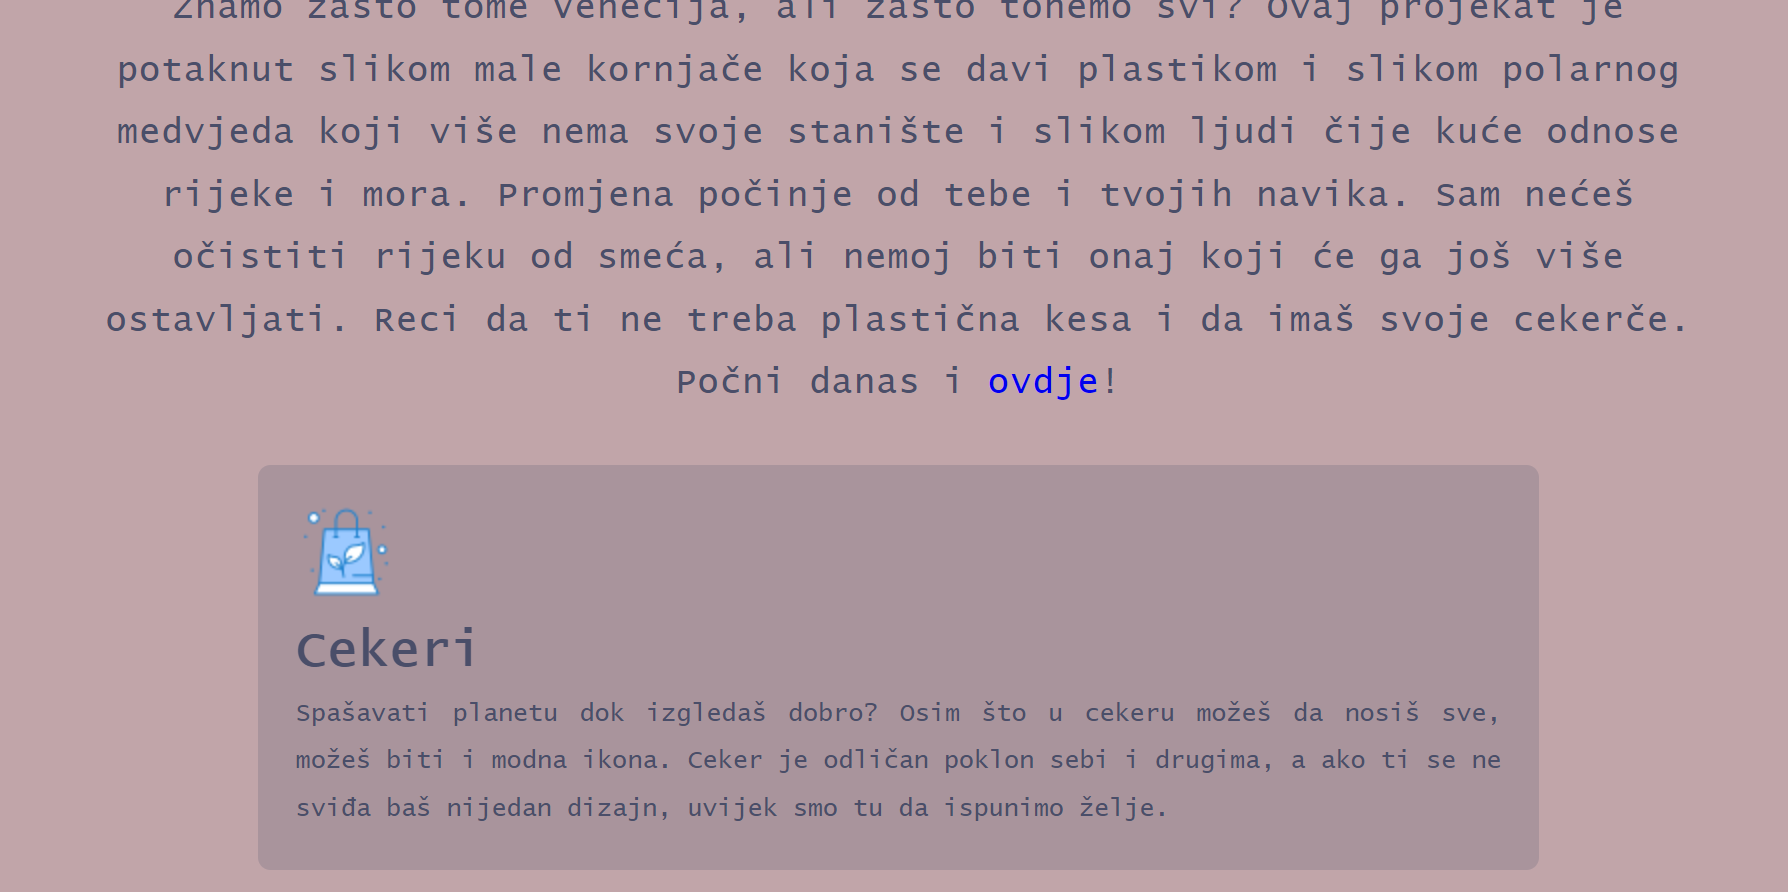 Znamo zašto tome Venecija, ali zašto tonemo svi? Ovaj projekat je
potaknut slikom male kornjače koja se davi plastikom i slikom polarnog
medvjeda koji više nema svoje stanište i slikom ljudi čije kuće odnose
rijeke i mora. Promjena počinje od tebe i tvojih navika. Sam nećeš
očistiti rijeku od smeća, ali nemoj biti onaj koji će ga još više
ostavljati. Reci da ti ne treba plastična kesa i da imaš svoje cekerče.
Počni danas i ovdje!
Cekeri
Spašavati planetu dok izgledaš dobro? Osim što u cekeru možeš da nosiš sve,
možeš biti i modna ikona. Ceker je odličan poklon sebi i drugima, a ako ti se ne
sviđa baš nijedan dizajn, uvijek smo tu da ispunimo želje.